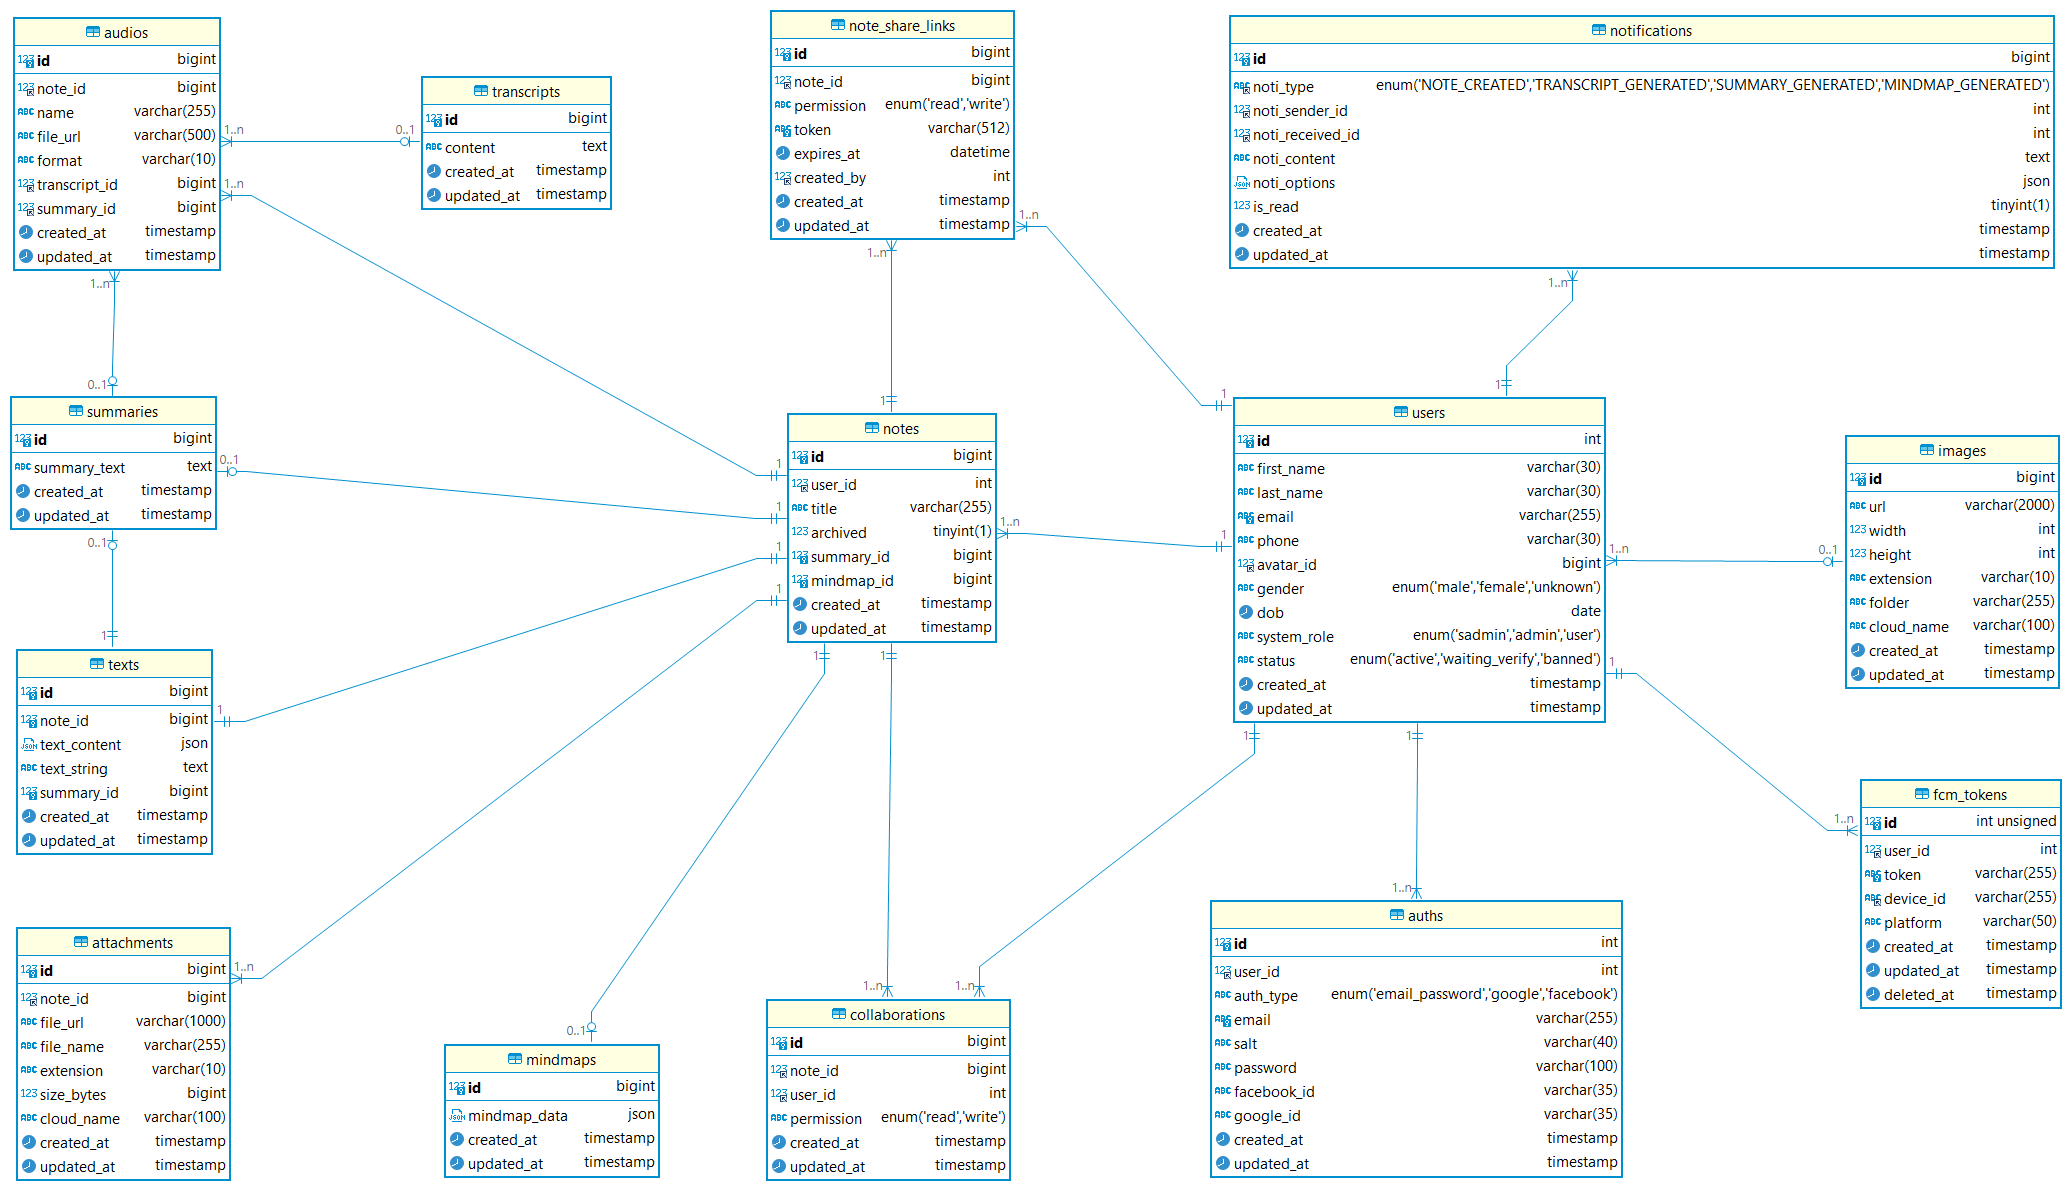 audios
id bigint
note_id bigint
name varchar(255)
file_url varchar(500)
format varchar(10)
transcript_id bigint
summary_id bigint
created_at timestamp
updated_at timestamp
1..n
0..1
1..n
1..n
0..1
transcripts
id bigint
content text
created_at timestamp
updated_at timestamp
note_share_links
id bigint
note_id bigint
permission enum('read','write')
token varchar(512)
expires_at datetime
created_by int
created_at timestamp
updated_at timestamp
1..n
1..n
1
1
notifications
id bigint
noti_type enum('NOTE_CREATED','TRANSCRIPT_GENERATED','SUMMARY_GENERATED','MINDMAP_GENERATED')
noti_sender_id int
noti_received_id int
noti_content text
noti_options json
is_read tinyint(1)
created_at timestamp
updated_at timestamp
1..n
1
summaries
id bigint
summary_text text
created_at timestamp
updated_at timestamp
0..1
0..1
1
notes
id bigint
user_id int
title varchar(255)
archived tinyint(1)
summary_id bigint
mindmap_id bigint
created_at timestamp
updated_at timestamp
1
1
1
1
1..n
1
1
1
users
id int
first_name varchar(30)
last_name varchar(30)
email varchar(255)
phone varchar(30)
avatar_id bigint
gender enum('male','female','unknown')
dob date
system_role enum('sadmin','admin','user')
status enum('active','waiting_verify','banned')
created_at timestamp
updated_at timestamp
1..n
0..1
1
1
1
images
id bigint
url varchar(2000)
width int
height int
extension varchar(10)
folder varchar(255)
cloud_name varchar(100)
created_at timestamp
updated_at timestamp
texts
id bigint
note_id bigint
text_content json
text_string text
summary_id bigint
created_at timestamp
updated_at timestamp
1
fcm_tokens
id int unsigned
user_id int
token varchar(255)
device_id varchar(255)
platform varchar(50)
created_at timestamp
updated_at timestamp
deleted_at timestamp
1..n
attachments
id bigint
note_id bigint
file_url varchar(1000)
file_name varchar(255)
extension varchar(10)
size_bytes bigint
cloud_name varchar(100)
created_at timestamp
updated_at timestamp
1..n
0..1
mindmaps
id bigint
mindmap_data json
created_at timestamp
updated_at timestamp
1..n
1..n
collaborations
id bigint
note_id bigint
user_id int
permission enum('read','write')
created_at timestamp
updated_at timestamp
1..n
auths
id int
user_id int
auth_type enum('email_password','google','facebook')
email varchar(255)
salt varchar(40)
password varchar(100)
facebook_id varchar(35)
google_id varchar(35)
created_at timestamp
updated_at timestamp